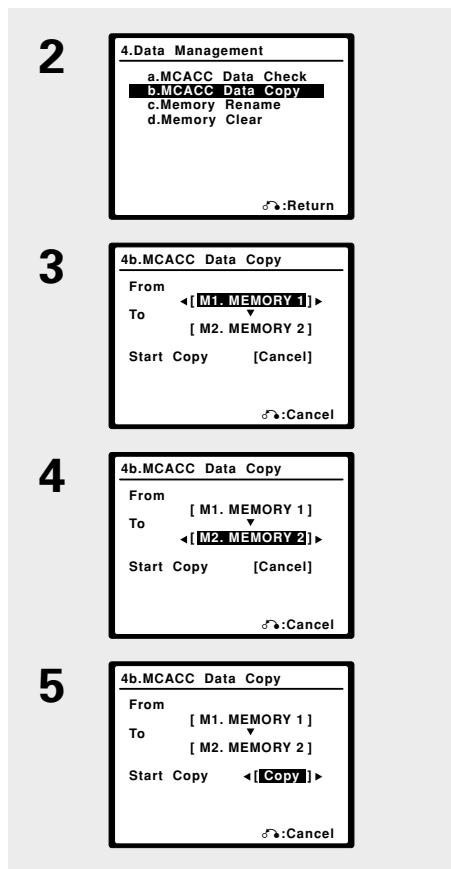 2
4.Data Management
a.MCACC Data Check
b.MCACC Data Copy
c.Memory Rename
d.Memory Clear
:Return
3
4b.MCACC Data Copy
From
[ M1. MEMORY 1 ]
To
[ M2. MEMORY 2 ]
Start Copy [Cancel]
:Cancel
4
4b.MCACC Data Copy
From
[ M1. MEMORY 1 ]
To
[ M2. MEMORY 2 ]
Start Copy [Cancel]
:Cancel
5
4b.MCACC Data Copy
From
[ M1. MEMORY 1 ]
To
[ M2. MEMORY 2 ]
Start Copy [ Copy ]
:Cancel